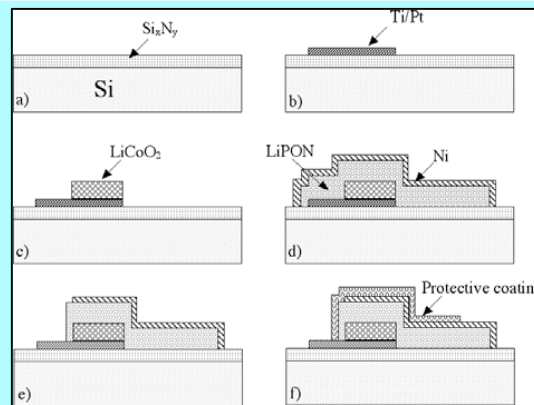 SixNy
Ti/Pt
Si
a)
b)
LiCoO2
LiPON
Ni
c)
d)
Protective coatin
e)
f)